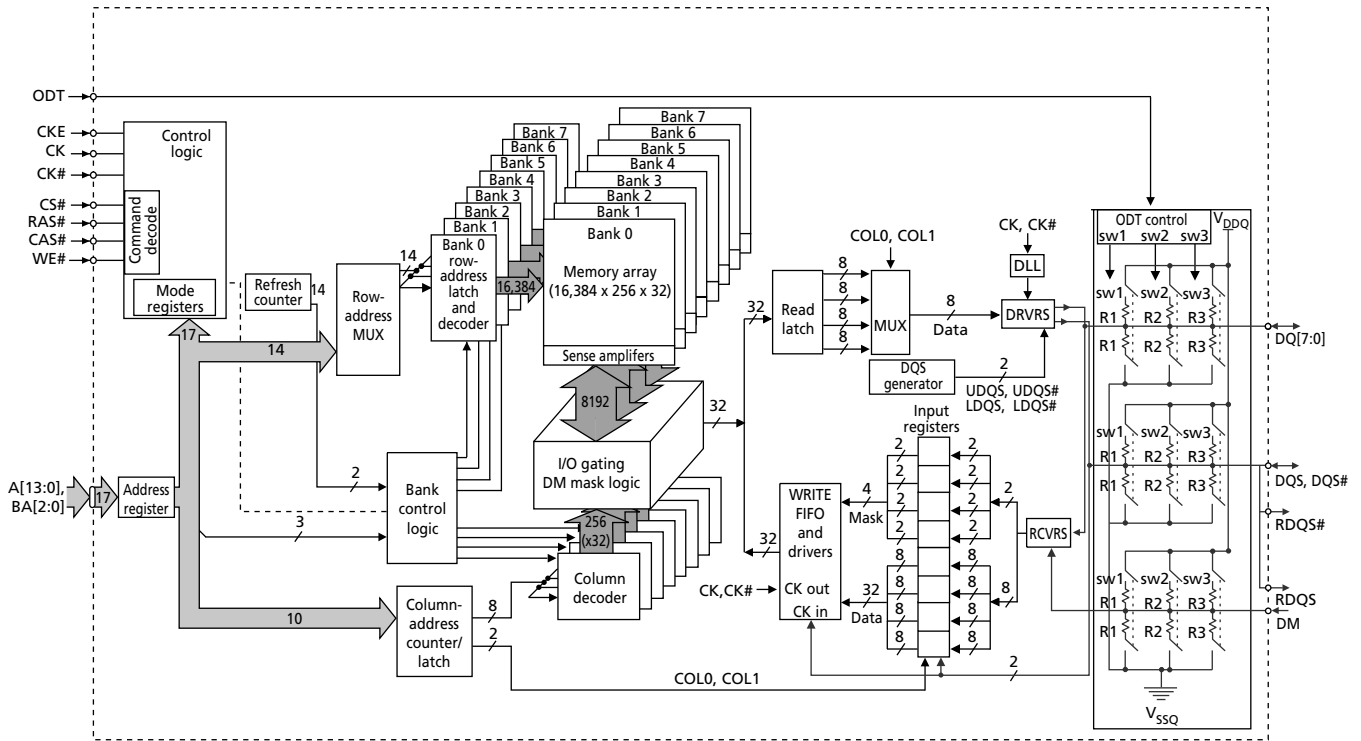 ODT
CKE
CK
CK#
CS#
RAS#
CAS#
WE#
Control
logic
Command
decode
Mode
registers
Refresh
counter
14
17
14
Row-
address
MUX
14
Bank 7
Bank 6
Bank 5
Bank 4
Bank 3
Bank 2
Bank 1
Bank 0
row-
address
latch
and
decoder
16,384
Bank 7
Bank 6
Bank 5
Bank 4
Bank 3
Bank 2
Bank 1
Bank 0
Memory array
(16,384 x 256 x 32)
Sense amplifers
8192
I/O gating
DM mask logic
32
256
(x32)
Column
decoder
A[13:0],
BA[2:0]
17
Address
register
2
3
Bank
control
logic
10
Column-
address
counter/
latch
8
2
COL0, COL1
32
Read
latch
8
8
8
8
COL0, COL1
MUX
8
Data
CK, CK#
DLL
DRVRS
DQS
generator
2
UDQS, UDQS#
LDQS, LDQS#
Input
registers
2
2
2
2
8
8
8
8
2
2
2
2
8
8
8
8
2
8
RCVRS
4
Mask
32
WRITE
FIFO
and
drivers
CK out
CK in
CK,CK#
32
Data
2
ODT control
sw1 sw2 sw3
VDDQ
sw1 sw2 sw3
R1 R2 R3
R1 R2 R3
sw1 sw2 sw3
R1 R2 R3
R1 R2 R3
sw1 sw2 sw3
R1 R2 R3
R1 R2 R3
VSSQ
DQ[7:0]
DQS, DQS#
RDQS#
RDQS
DM